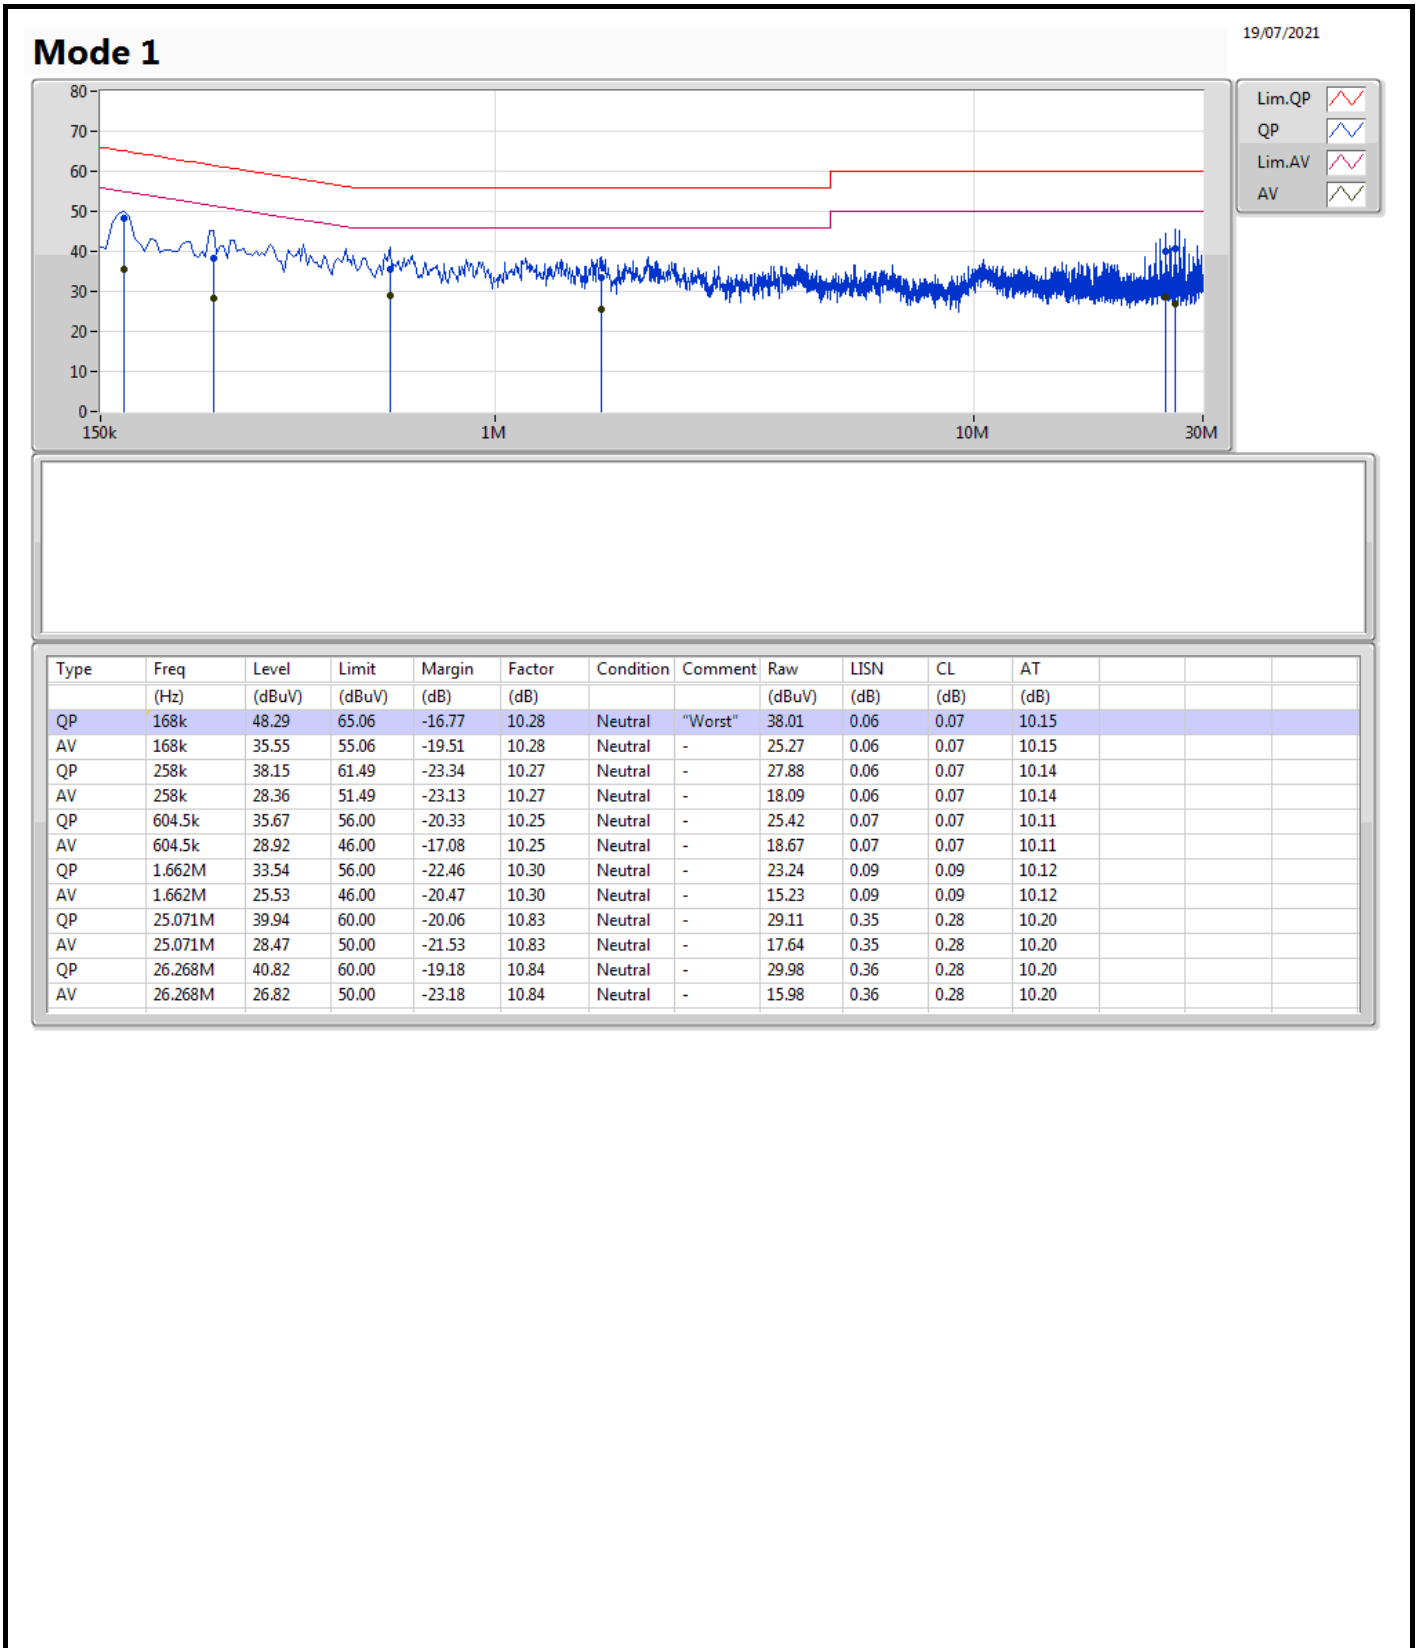 19/07/2021
Mode 1
80
70
60
50
40
30
20
10
0
150k 1M 10M 30M
Lim.QP
QP
Lim.AV
AV
Type Freq Level Limit Margin Factor Condition Comment Raw LISN CL AT
(Hz) (dBuV) (dBuV) (dB) (dB) (dBuV) (dB) (dB) (dB)
QP 168k 48.29 65.06 -16.77 10.28 Neutral "Worst" 38.01 0.06 0.07 10.15
AV 168k 35.55 55.06 -19.51 10.28 Neutral - 25.27 0.06 0.07 10.15
QP 258k 38.15 61.49 -23.34 10.27 Neutral - 27.88 0.06 0.07 10.14
AV 258k 28.36 51.49 -23.13 10.27 Neutral - 18.09 0.06 0.07 10.14
QP 604.5k 35.67 56.00 -20.33 10.25 Neutral - 25.42 0.07 0.07 10.11
AV 604.5k 28.92 46.00 -17.08 10.25 Neutral - 18.67 0.07 0.07 10.11
QP 1.662M 33.54 56.00 -22.46 10.30 Neutral - 23.24 0.09 0.09 10.12
AV 1.662M 25.53 46.00 -20.47 10.30 Neutral - 15.23 0.09 0.09 10.12
QP 25.071M 39.94 60.00 -20.06 10.83 Neutral - 29.11 0.35 0.28 10.20
AV 25.071M 28.47 50.00 -21.53 10.83 Neutral - 17.64 0.35 0.28 10.20
QP 26.268M 40.82 60.00 -19.18 10.84 Neutral - 29.98 0.36 0.28 10.20
AV 26.268M 26.82 50.00 -23.18 10.84 Neutral - 15.98 0.36 0.28 10.20